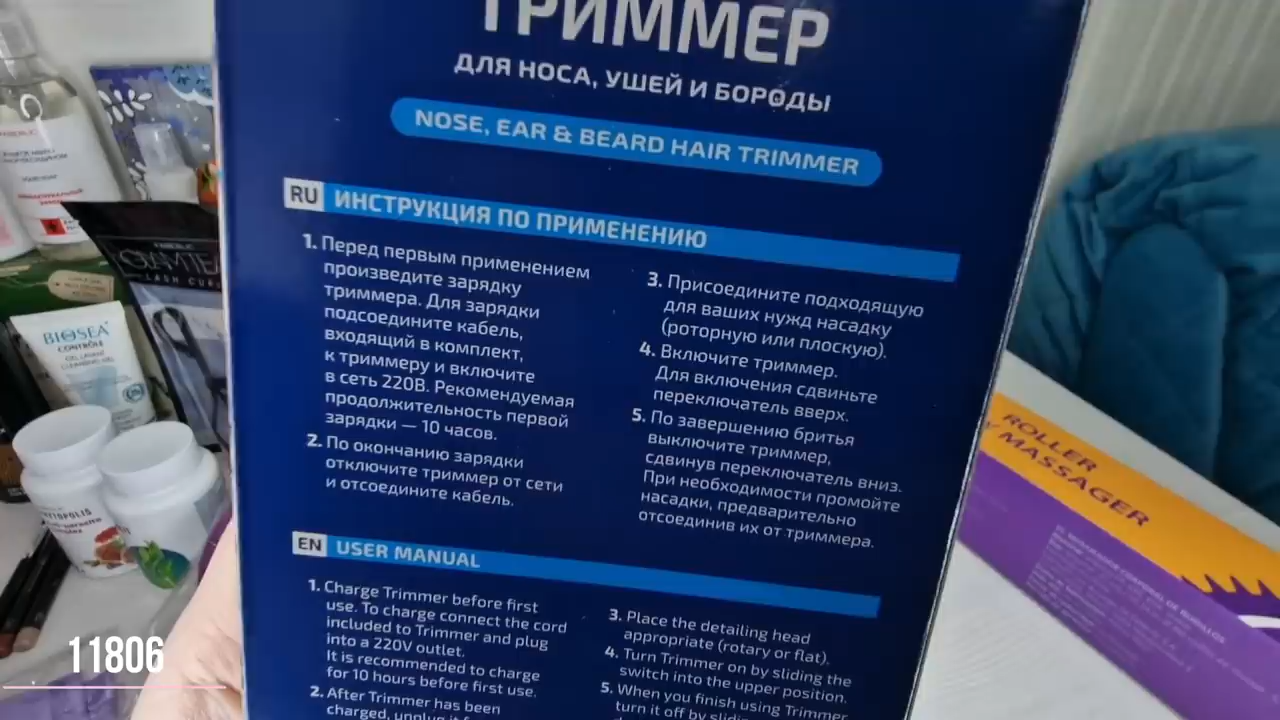 ТРИММЕР
ДЛЯ НОСА, УШЕЙ И БОРОДЫ
NOSE, EAR & BEARD HAIR TRIMMER
RU ИНСТРУКЦИЯ ПО ПРИМЕНЕНИЮ
1. Перед первым применением
произведите зарядку
триммера. Для зарядки
подсоедините кабель,
входящий в комплект,
к триммеру и включите
в сеть 220В. Рекомендуемая
продолжительность первой
зарядки — 10 часов.
2. По окончанию зарядки
отключите триммер от сети
и отсоедините кабель.
3. Присоедините подходящую
для ваших нужд насадку
(роторную или плоскую).
4. Включите триммер.
Для включения сдвиньте
переключатель вверх.
5. По завершению бритья
выключите триммер,
сдвинув переключатель вниз.
При необходимости промойте
насадки, предварительно
отсоединив их от триммера.
EN USER MANUAL
1. Charge Trimmer before first
use. To charge connect the cord
included to Trimmer and plug
into a 220V outlet.
It is recommended to charge
for 10 hours before first use.
2. After Trimmer has been
charged, unplug it
3. Place the detailing head
appropriate (rotary or flat).
4. Turn Trimmer on by sliding the
switch into the upper position.
5. When you finish using Trimmer
turn it off by
BIOSEA
CONTRÔLE
ROLLER
MASSAGER
11806